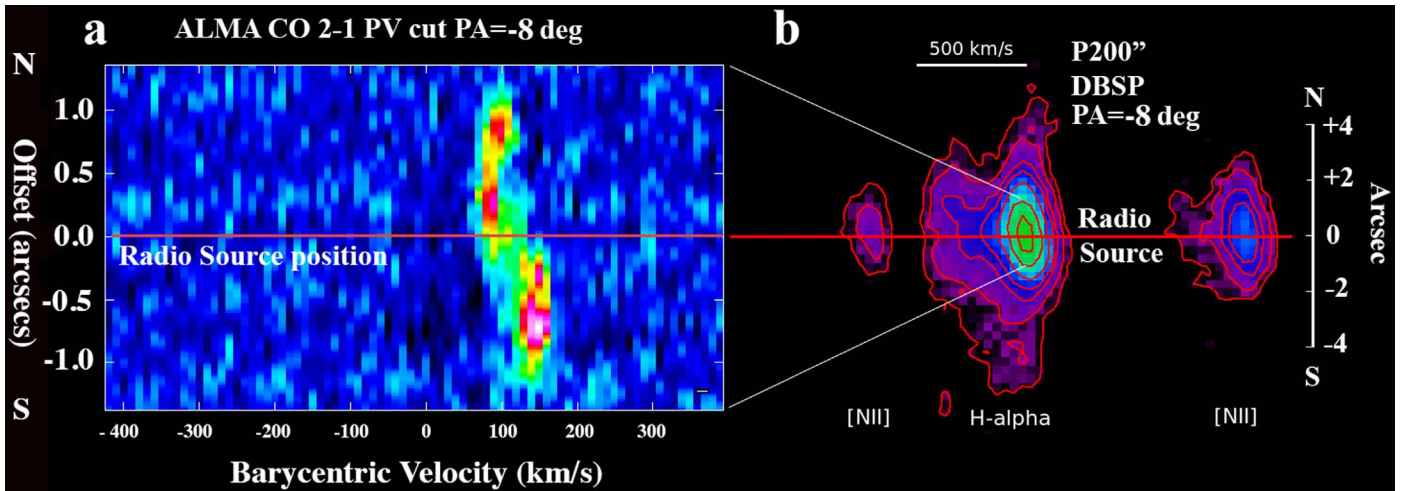 a
ALMA CO 2-1 PV cut PA=-8 deg
N
Offset (arcsecs)
S
1.0
0.5
0.0
-0.5
-1.0
Radio Source position
- 400
-300
-200
-100
0
100
200
300
Barycentric Velocity (km/s)
b
500 km/s
P200”
DBSP
PA=-8 deg
Radio
Source
N
+4
+2
0
-2
-4
S
Arcsec
[NII]
H-alpha
[NII]